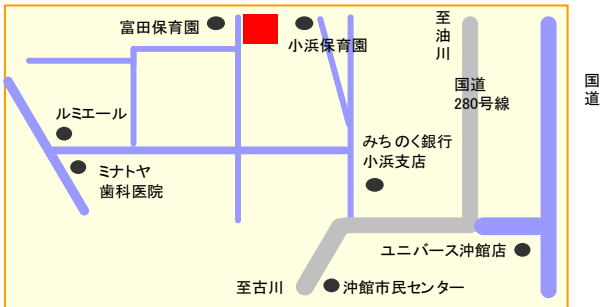 富田保育園
小浜保育園
至油川
国道
280号線
国道
ルミエール
みちのく銀行
小浜支店
ミナトヤ
歯科医院
ユニバース沖館店
至古川
沖館市民センター